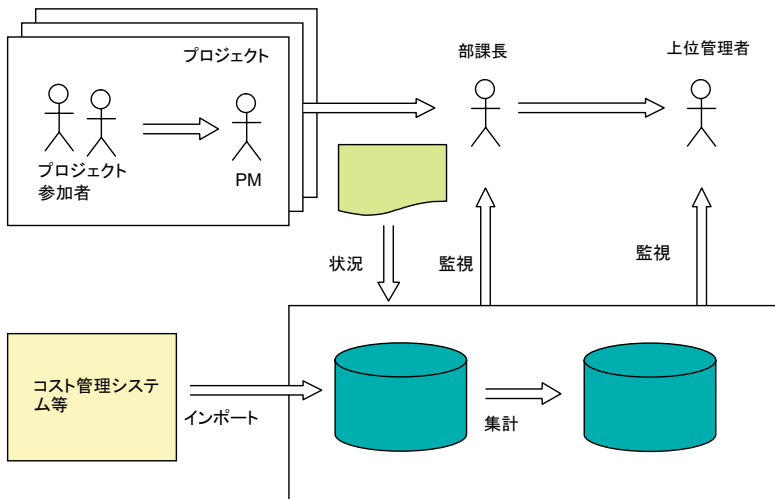 プロジェクト
部課長
上位管理者
プロジェクト
参加者
PM
状況
監視
監視
コスト管理システ
ム等
インポート
集計